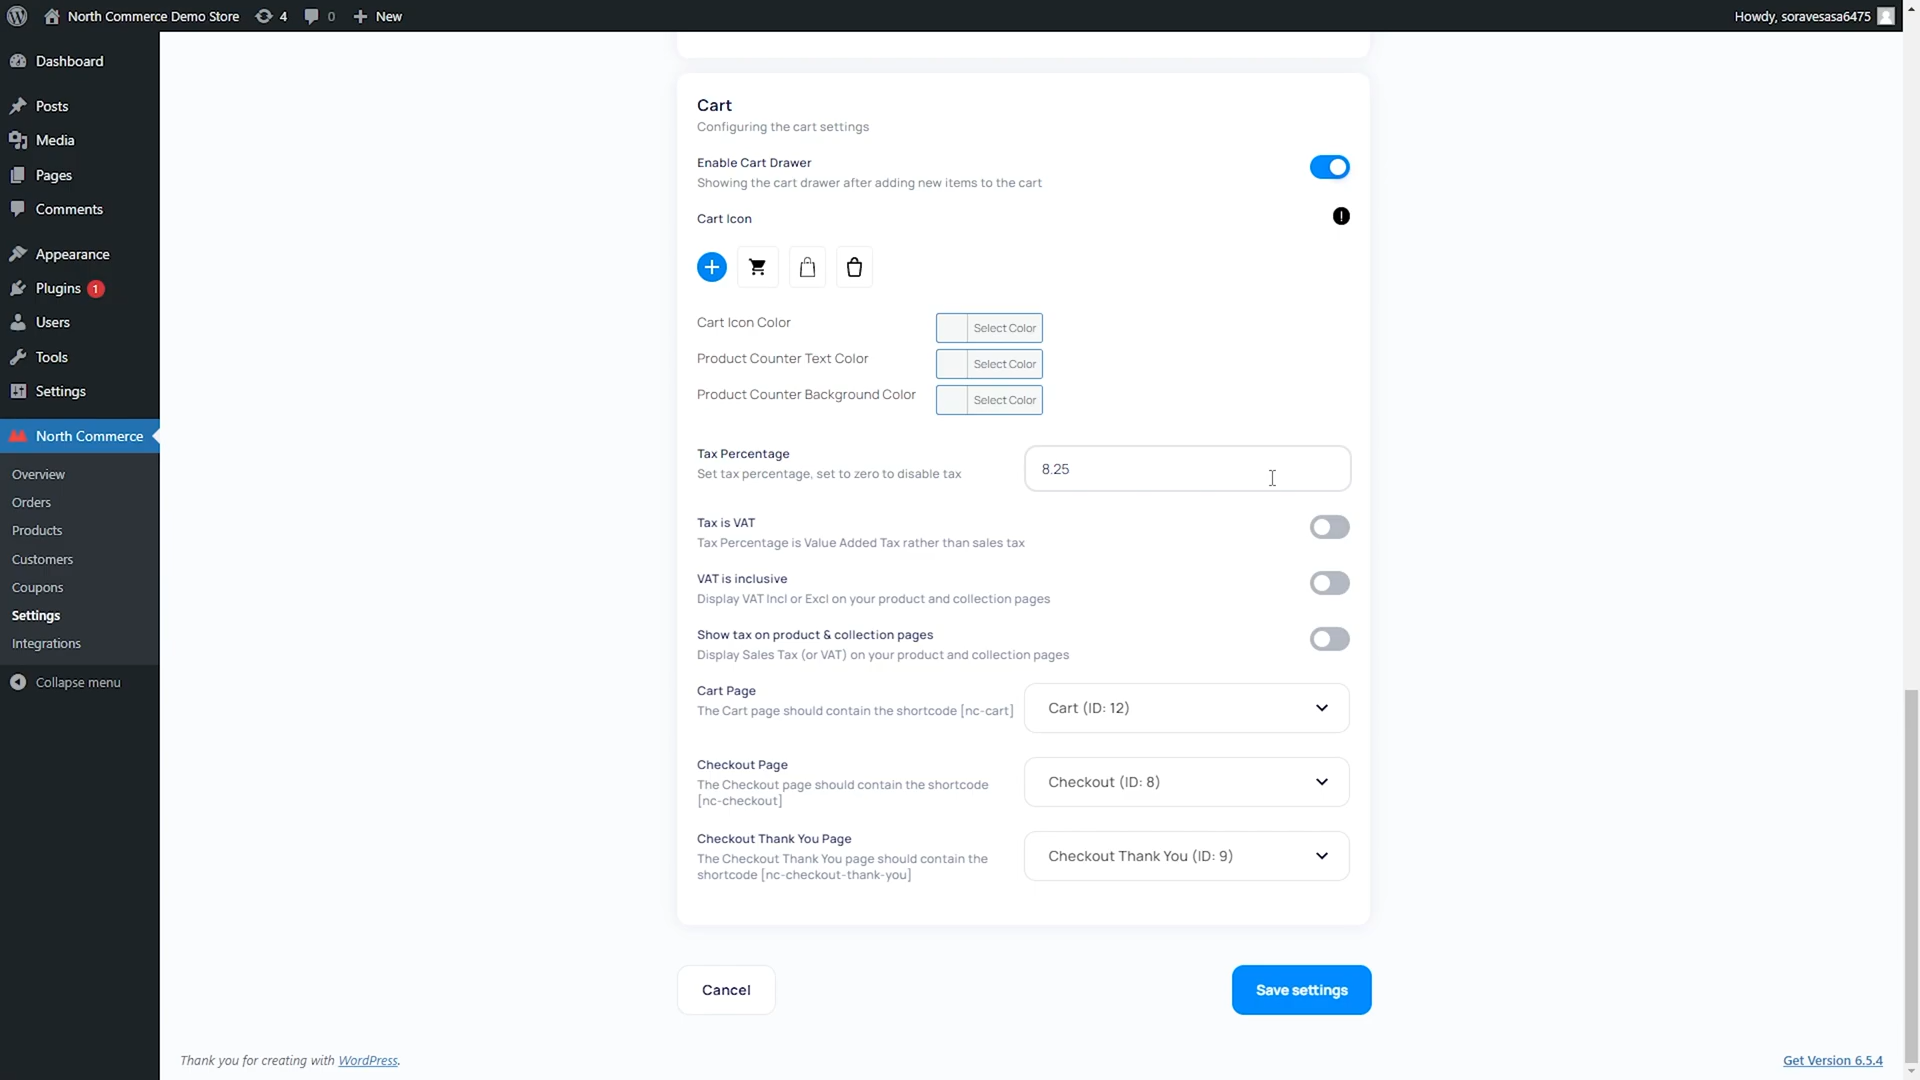 North Commerce Demo Store 4 0 New Howdy, soravesasa6475
Dashboard
Posts
Media
Pages
Comments
Appearance
Plugins 1
Users
Tools
Settings
North Commerce
Overview
Orders
Products
Customers
Coupons
Settings
Integrations
Collapse menu
Cart
Configuring the cart settings
Enable Cart Drawer
Showing the cart drawer after adding new items to the cart
Cart Icon
Cart Icon Color Select Color
Product Counter Text Color Select Color
Product Counter Background Color Select Color
Tax Percentage
Set tax percentage, set to zero to disable tax
8.25
Tax is VAT
Tax Percentage is Value Added Tax rather than sales tax
VAT is inclusive
Display VAT Incl or Excl on your product and collection pages
Show tax on product & collection pages
Display Sales Tax (or VAT) on your product and collection pages
Cart Page
The Cart page should contain the shortcode [nc-cart]
Cart (ID: 12)
Checkout Page
The Checkout page should contain the shortcode
[nc-checkout]
Checkout (ID: 8)
Checkout Thank You Page
The Checkout Thank You page should contain the
shortcode [nc-checkout-thank-you]
Checkout Thank You (ID: 9)
Cancel
Save settings
Thank you for creating with WordPress.
Get Version 6.5.4